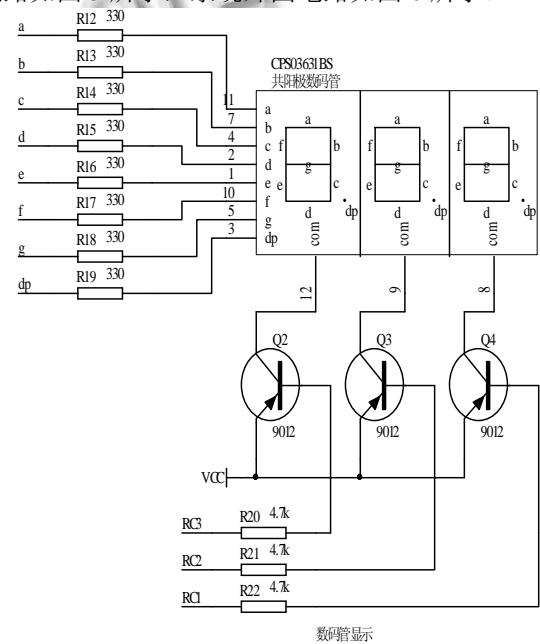 a R12 330
b R13 330
c R14 330
d R15 330
e R16 330
f R17 330
g R18 330
dp R19 330
CPS03631BS
共阳极数码管
11 a
7 b
4 c
2 d
1 e
10 f
5 g
3 dp
a a a
f b f b f b
g g g
e c e c e c
d dp d dp d dp
com com com
12 9 8
Q2 Q3 Q4
9012 9012 9012
VCC
RC3 R20 4.7k
RC2 R21 4.7k
RC1 R22 4.7k
数码管显示